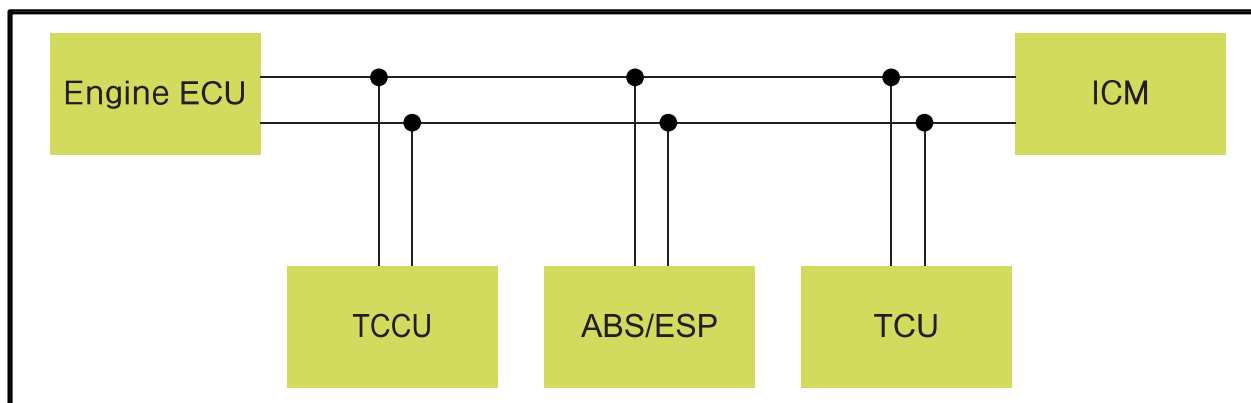 Engine ECU
ICM
TCCU
ABS/ESP
TCU